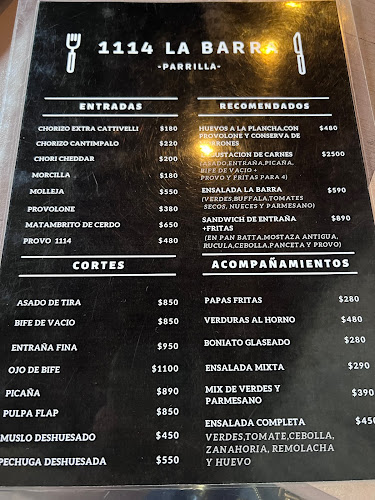 1114 LA BARRA
-PARRILLA-
ENTRADAS
CHORIZO EXTRA CATTIVELLI $180
CHORIZO CANTIMPALO $220
CHORI CHEDDAR $200
MORCILLA $180
MOLLEJA $550
PROVOLONE $380
MATAMBRITO DE CERDO $650
PROVO 1114 $480
RECOMENDADOS
HUEVOS A LA PLANCHA,CON $480
PROVOLONE Y CONSERVA DE
DE CARNES $2500
(ASADO,ENTRAÑA,PICAÑA,
BIFE DE VACIO +
PROVO Y FRITAS PARA 4)
ENSALADA LA BARRA $590
(VERDES,BUFFALA,TOMATES
SECOS, NUECES Y PARMESANO)
SANDWICH DE ENTRAÑA $890
+FRITAS
(EN PAN BATTA,MOSTAZA ANTIGUA,
RUCULA,CEBOLLA,PANCETA Y PROVO)
CORTES
ASADO DE TIRA $850
BIFE DE VACIO $850
ENTRAÑA FINA $950
OJO DE BIFE $1100
PICAÑA $890
PULPA FLAP $850
MUSLO DESHUESADO $450
PECHUGA DESHUESADA $550
ACOMPAÑAMIENTOS
PAPAS FRITAS $280
VERDURAS AL HORNO $480
BONIATO GLASEADO $280
ENSALADA MIXTA $290
MIX DE VERDES Y $390
PARMESANO
ENSALADA COMPLETA $450
VERDES,TOMATE,CEBOLLA,
ZANAHORIA, REMOLACHA
Y HUEVO